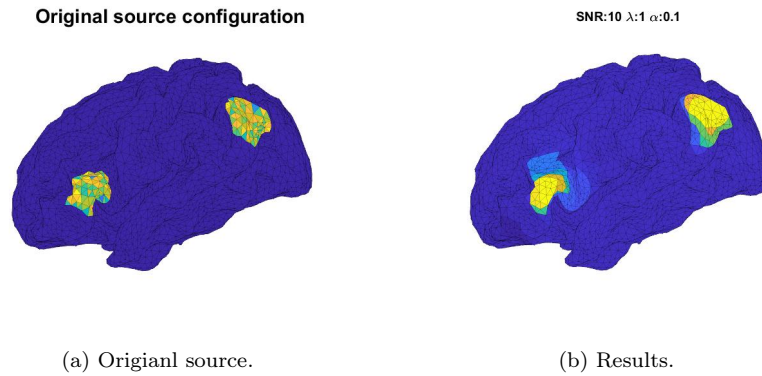 Original source configuration
SNR:10 λ:1 α:0.1
(a) Origianl source.
(b) Results.